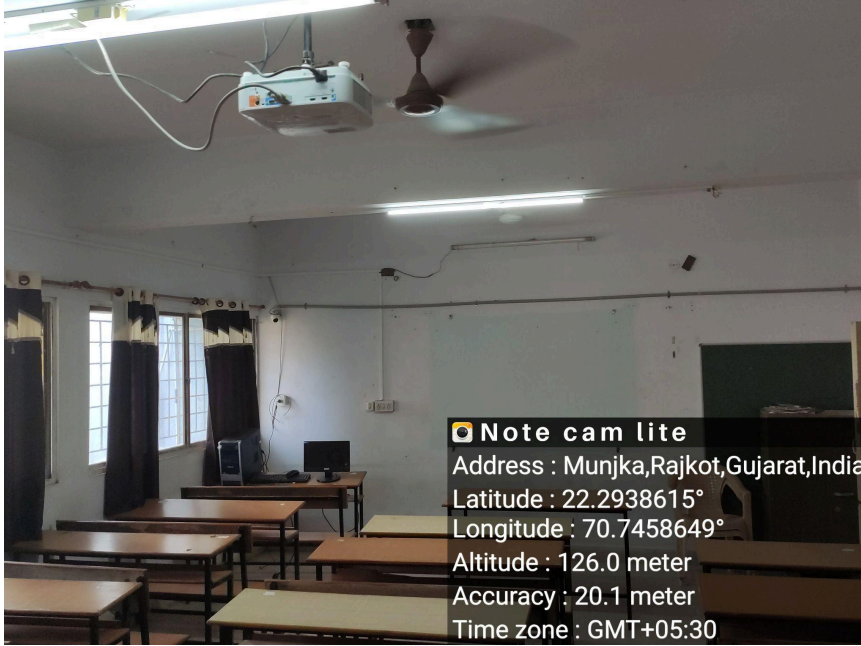 Note cam lite
Address : Munjka,Rajkot,Gujarat,India
Latitude : 22.2938615°
Longitude : 70.7458649°
Altitude : 126.0 meter
Accuracy : 20.1 meter
Time zone : GMT+05:30